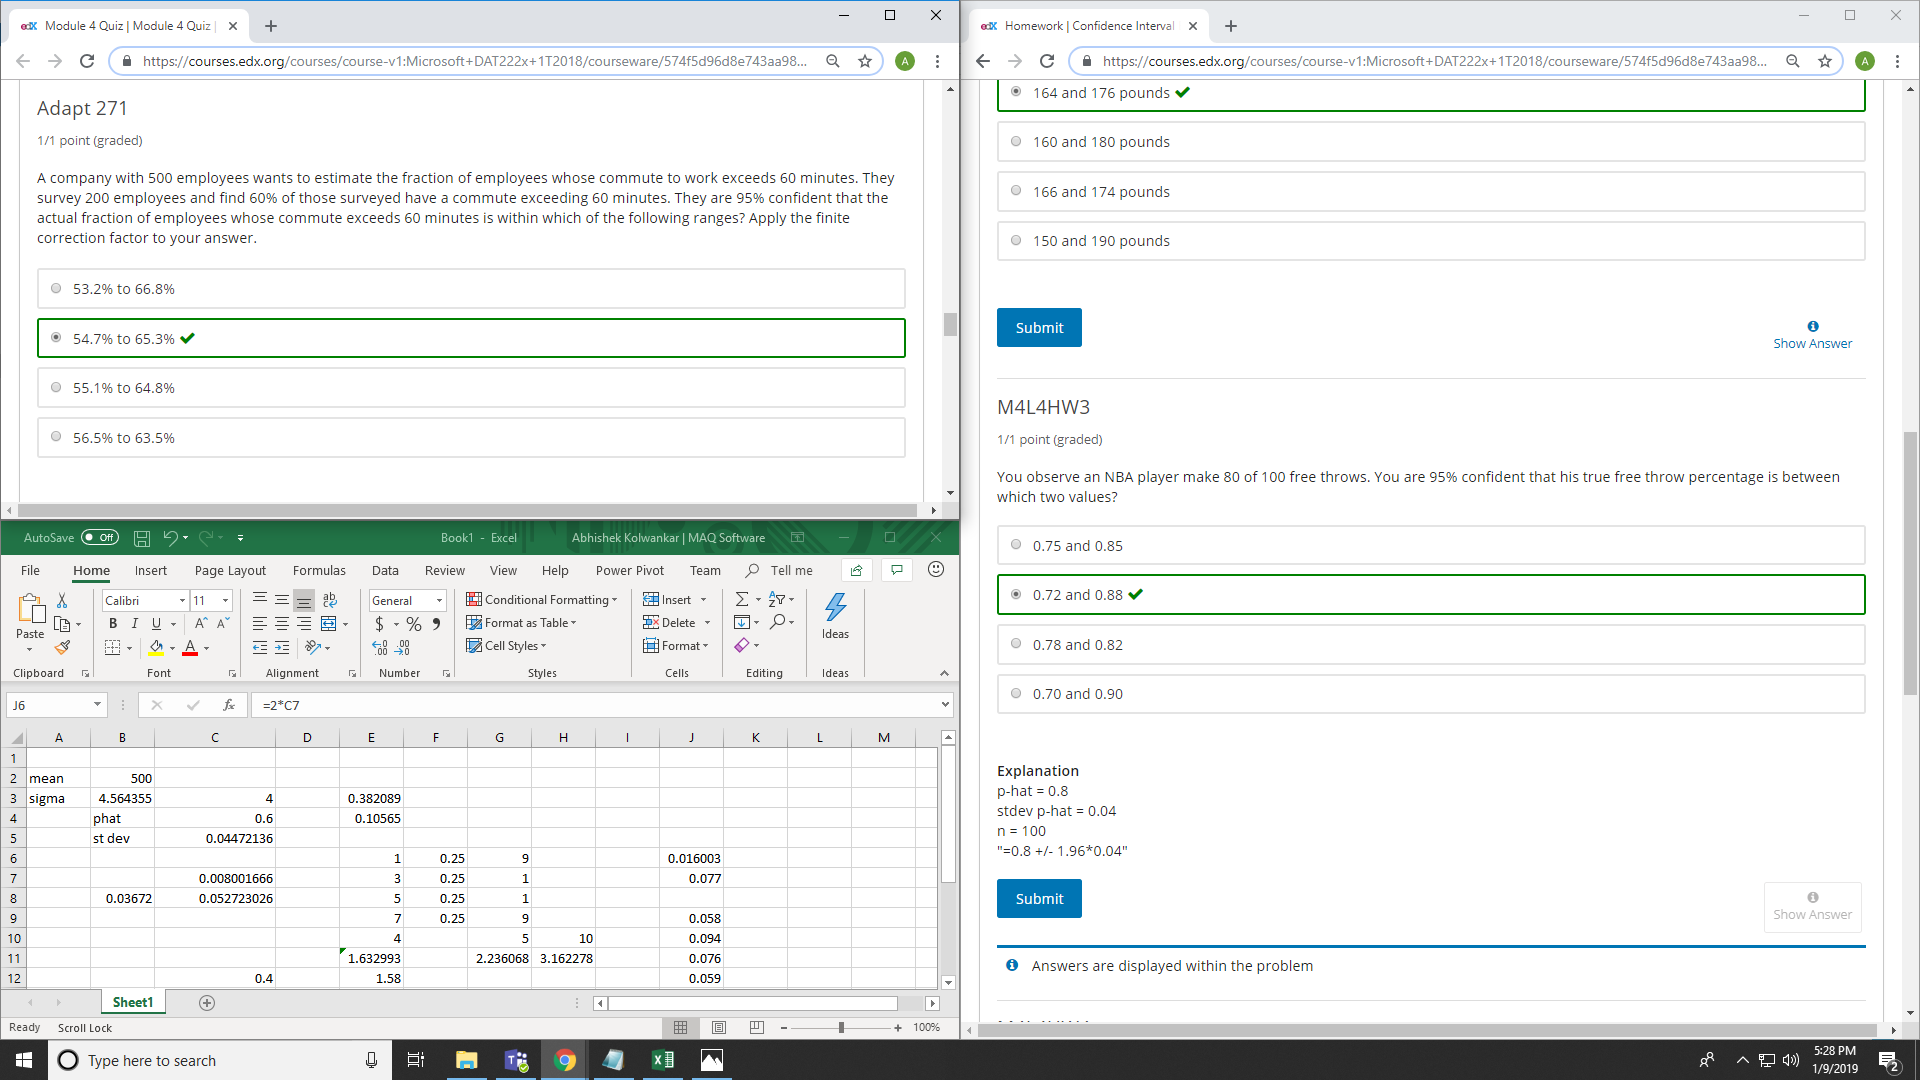 edX Module 4 Quiz | Module 4 Quiz |
https://courses.edx.org/courses/course-v1:Microsoft+DAT222x+1T2018/courseware/574f5d96d8e743aa98... A
Adapt 271
1/1 point (graded)
A company with 500 employees wants to estimate the fraction of employees whose commute to work exceeds 60 minutes. They
survey 200 employees and find 60% of those surveyed have a commute exceeding 60 minutes. They are 95% confident that the
actual fraction of employees whose commute exceeds 60 minutes is within which of the following ranges? Apply the finite
correction factor to your answer.
53.2% to 66.8%
54.7% to 65.3%
55.1% to 64.8%
56.5% to 63.5%
AutoSave Off Book1 - Excel Abhishek Kolwankar | MAQ Software
File Home Insert Page Layout Formulas Data Review View Help Power Pivot Team Tell me
Paste Calibri 11 General Conditional Formatting Insert
B I U $ % Format as Table Delete Ideas
Cell Styles Format
Clipboard Font Alignment Number Styles Cells Editing Ideas
J6 fx =2*C7
A B C D E F G H I J K L M
1
2 mean 500
3 sigma 4.564355 4 0.382089
4 phat 0.6 0.10565
5 st dev 0.04472136
6 1 0.25 9 0.016003
7 0.008001666 3 0.25 1 0.077
8 0.03672 0.052723026 5 0.25 1
9 7 0.25 9 0.058
10 4 5 10 0.094
11 1.632993 2.236068 3.162278 0.076
12 0.4 1.58 0.059
Sheet1
Ready Scroll Lock 100%
edX Homework | Confidence Interval
https://courses.edx.org/courses/course-v1:Microsoft+DAT222x+1T2018/courseware/574f5d96d8e743aa98... A
164 and 176 pounds
160 and 180 pounds
166 and 174 pounds
150 and 190 pounds
Submit
Show Answer
M4L4HW3
1/1 point (graded)
You observe an NBA player make 80 of 100 free throws. You are 95% confident that his true free throw percentage is between
which two values?
0.75 and 0.85
0.72 and 0.88
0.78 and 0.82
0.70 and 0.90
Explanation
p-hat = 0.8
stdev p-hat = 0.04
n = 100
"=0.8 +/- 1.96*0.04"
Submit
Show Answer
Answers are displayed within the problem
Type here to search
5:28 PM
1/9/2019
2